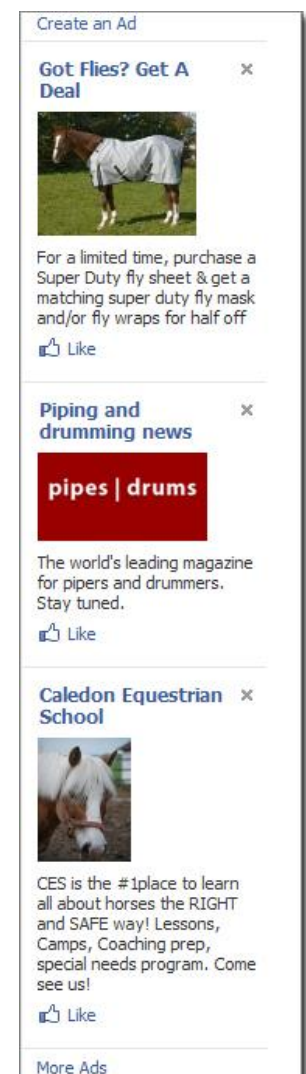 Create an Ad
Got Flies? Get A
Deal
For a limited time, purchase a
Super Duty fly sheet & get a
matching super duty fly mask
and/or fly wraps for half off
Like
Piping and
drumming news
pipes | drums
The world's leading magazine
for pipers and drummers.
Stay tuned.
Like
Caledon Equestrian
School
CES is the #1place to learn
all about horses the RIGHT
and SAFE way! Lessons,
Camps, Coaching prep,
special needs program. Come
see us!
Like
More Ads